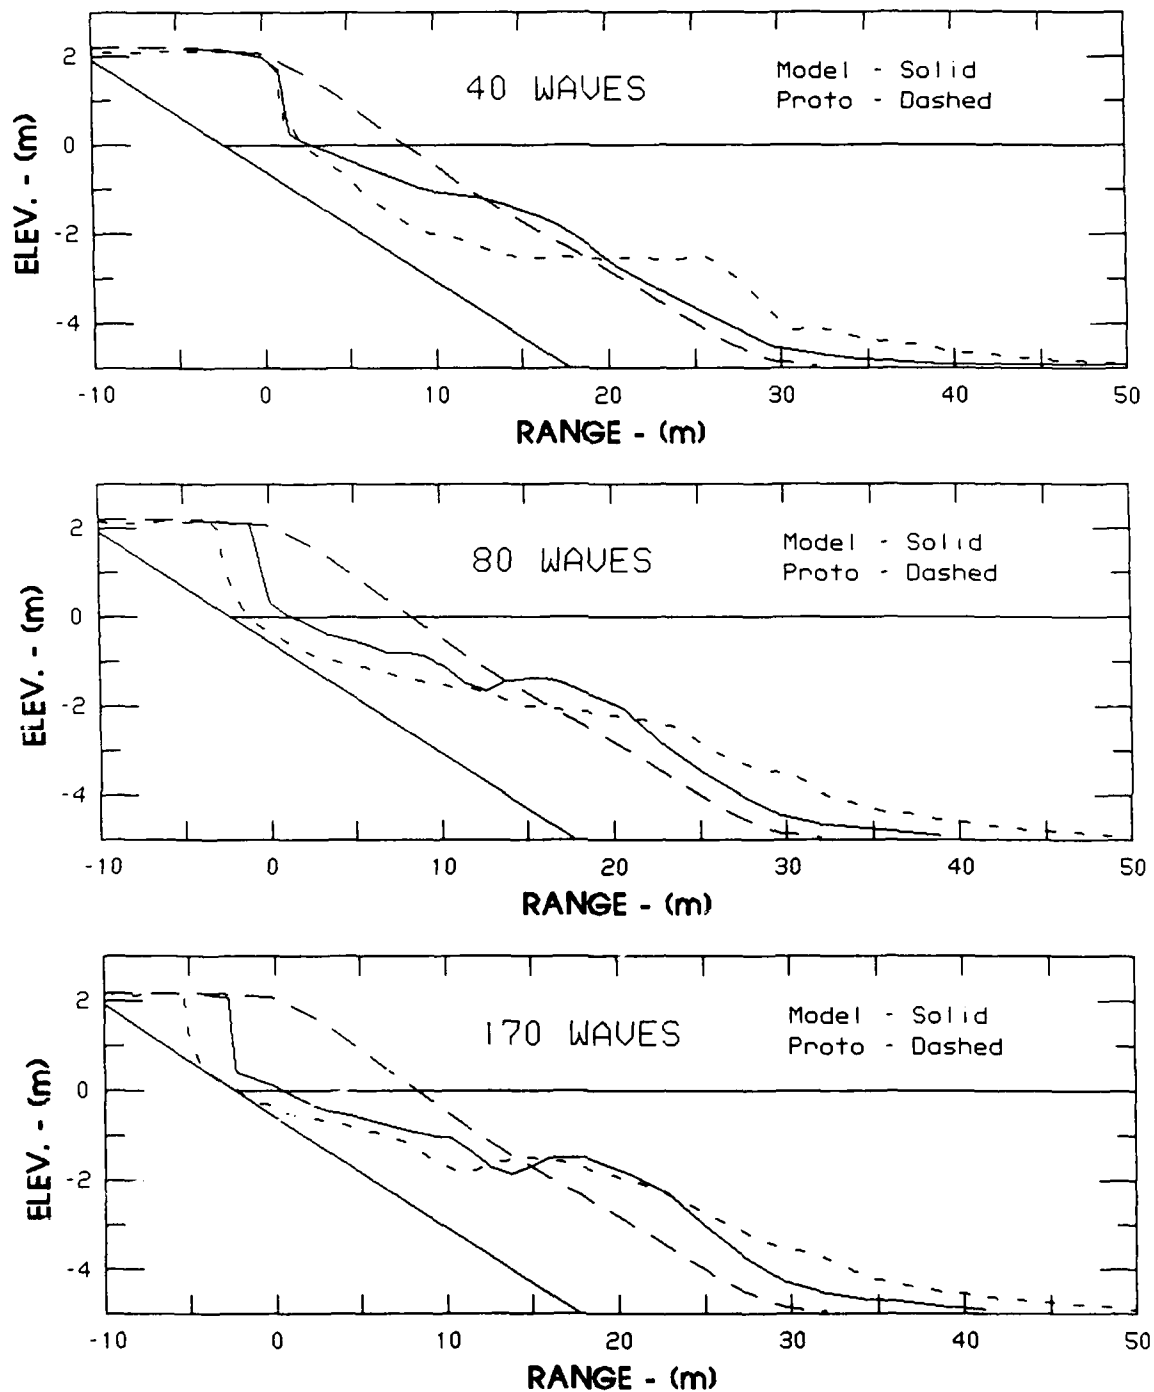 40 WAVES
Model - Solid
Proto - Dashed
2
0
-2
-4
ELEV. - (m)
-10 0 10 20 30 40 50
RANGE - (m)
80 WAVES
Model - Solid
Proto - Dashed
2
0
-2
-4
ELEV. - (m)
-10 0 10 20 30 40 50
RANGE - (m)
170 WAVES
Model - Solid
Proto - Dashed
2
0
-2
-4
ELEV. - (m)
-10 0 10 20 30 40 50
RANGE - (m)